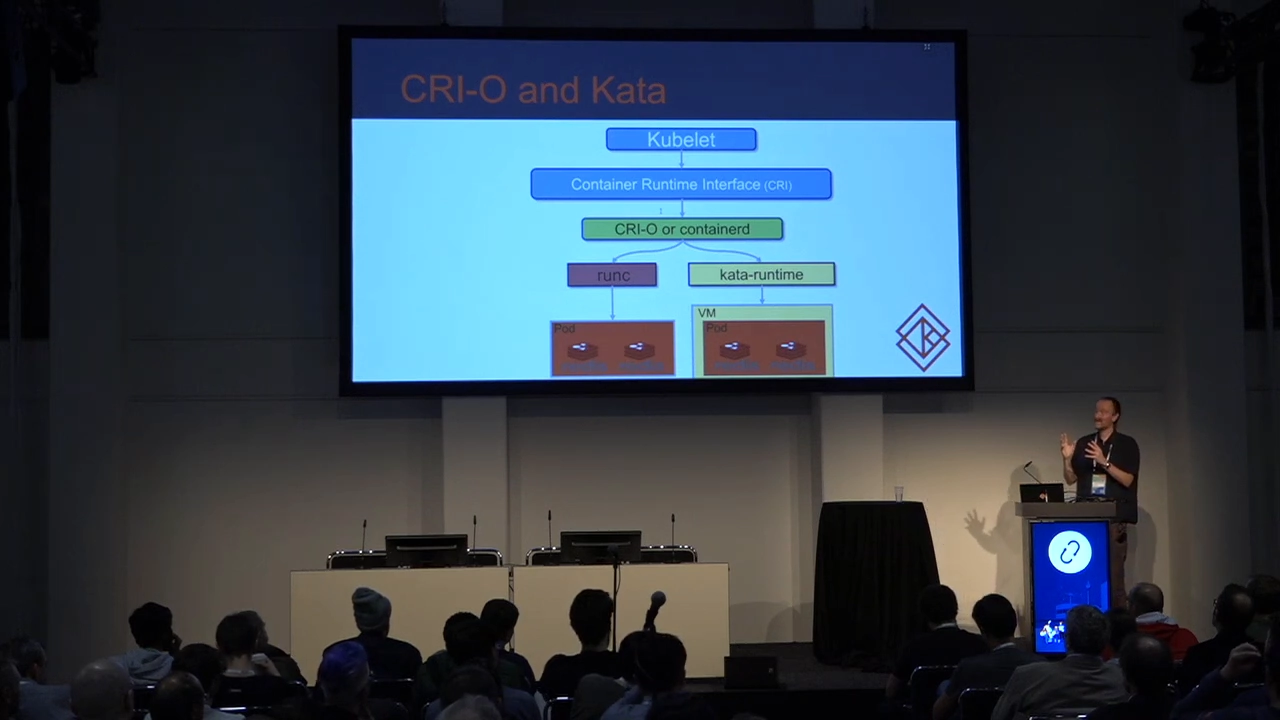 CRI-O and Kata
Kubelet
Container Runtime Interface (CRI)
CRI-O or containerd
runc
kata-runtime
VM
Pod
Pod